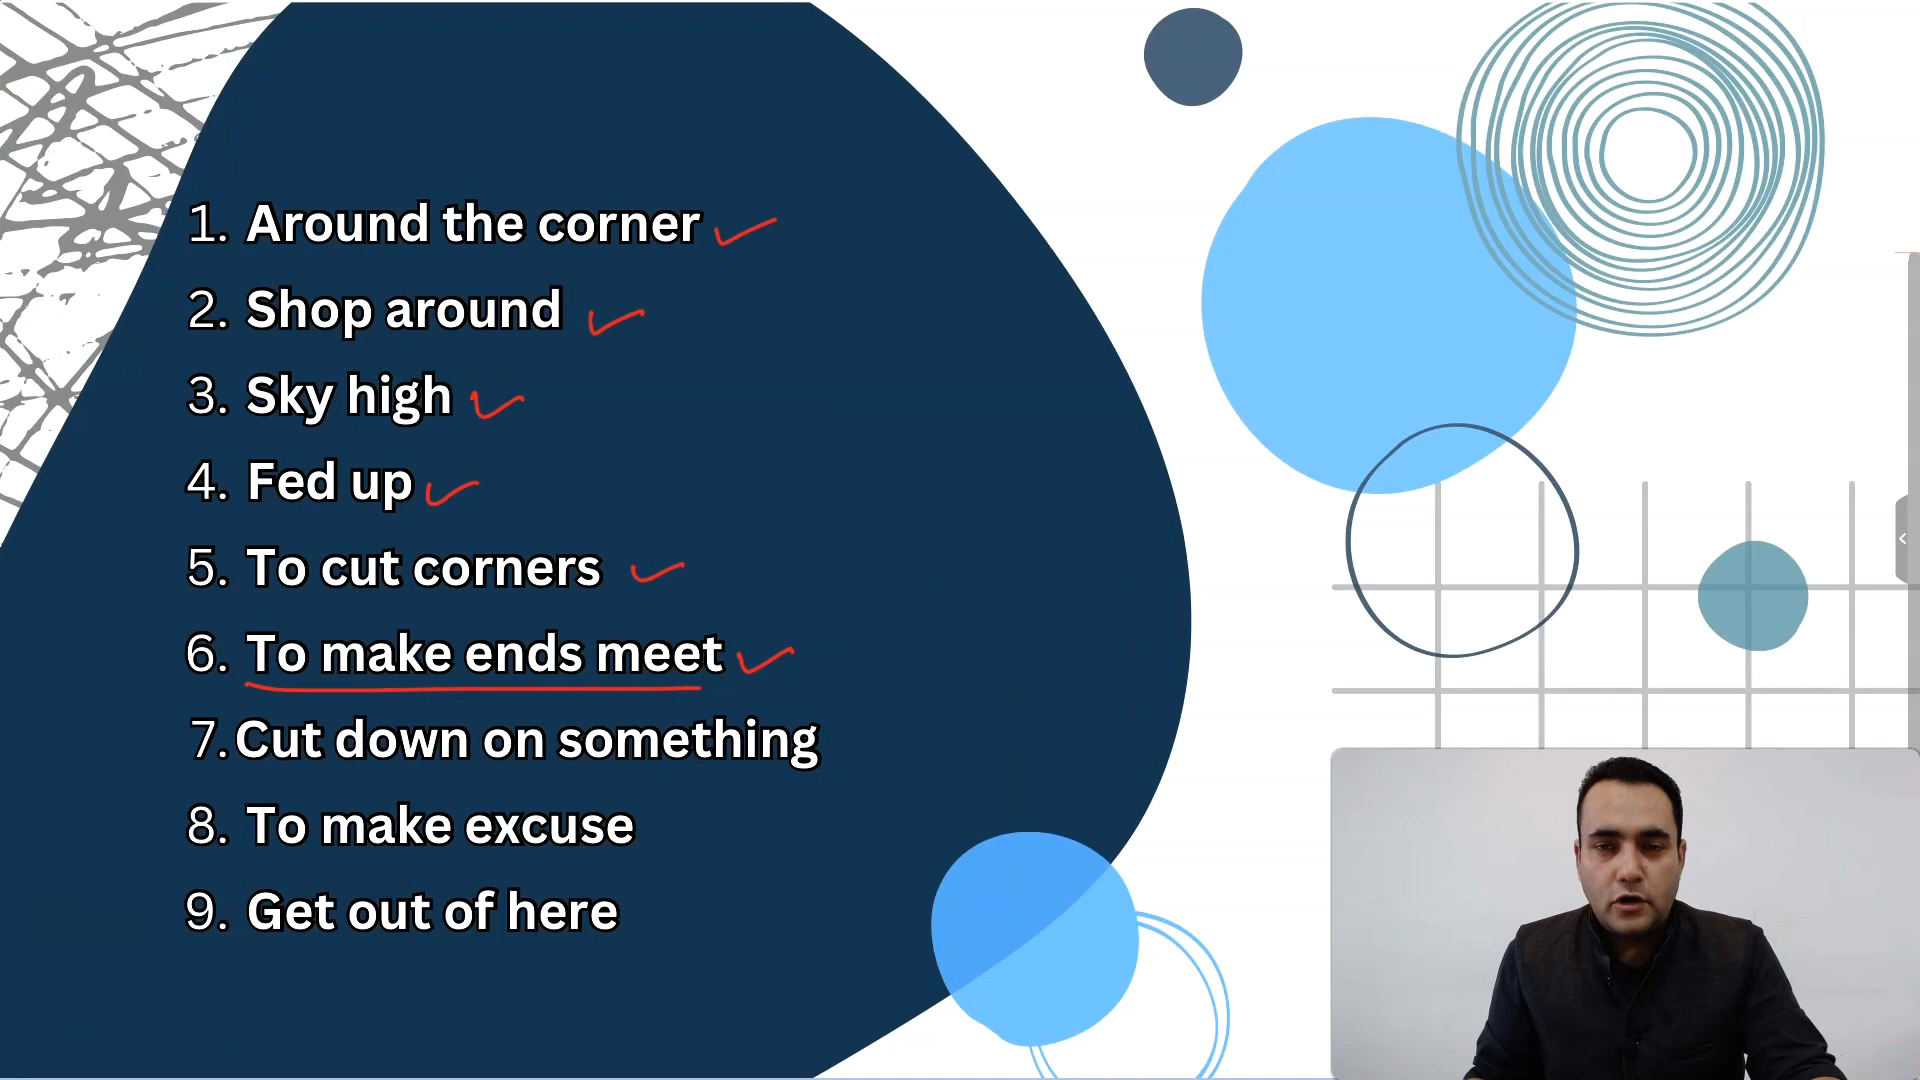 1. Around the corner
2. Shop around
3. Sky high
4. Fed up
5. To cut corners
6. To make ends meet
7. Cut down on something
8. To make excuse
9. Get out of here